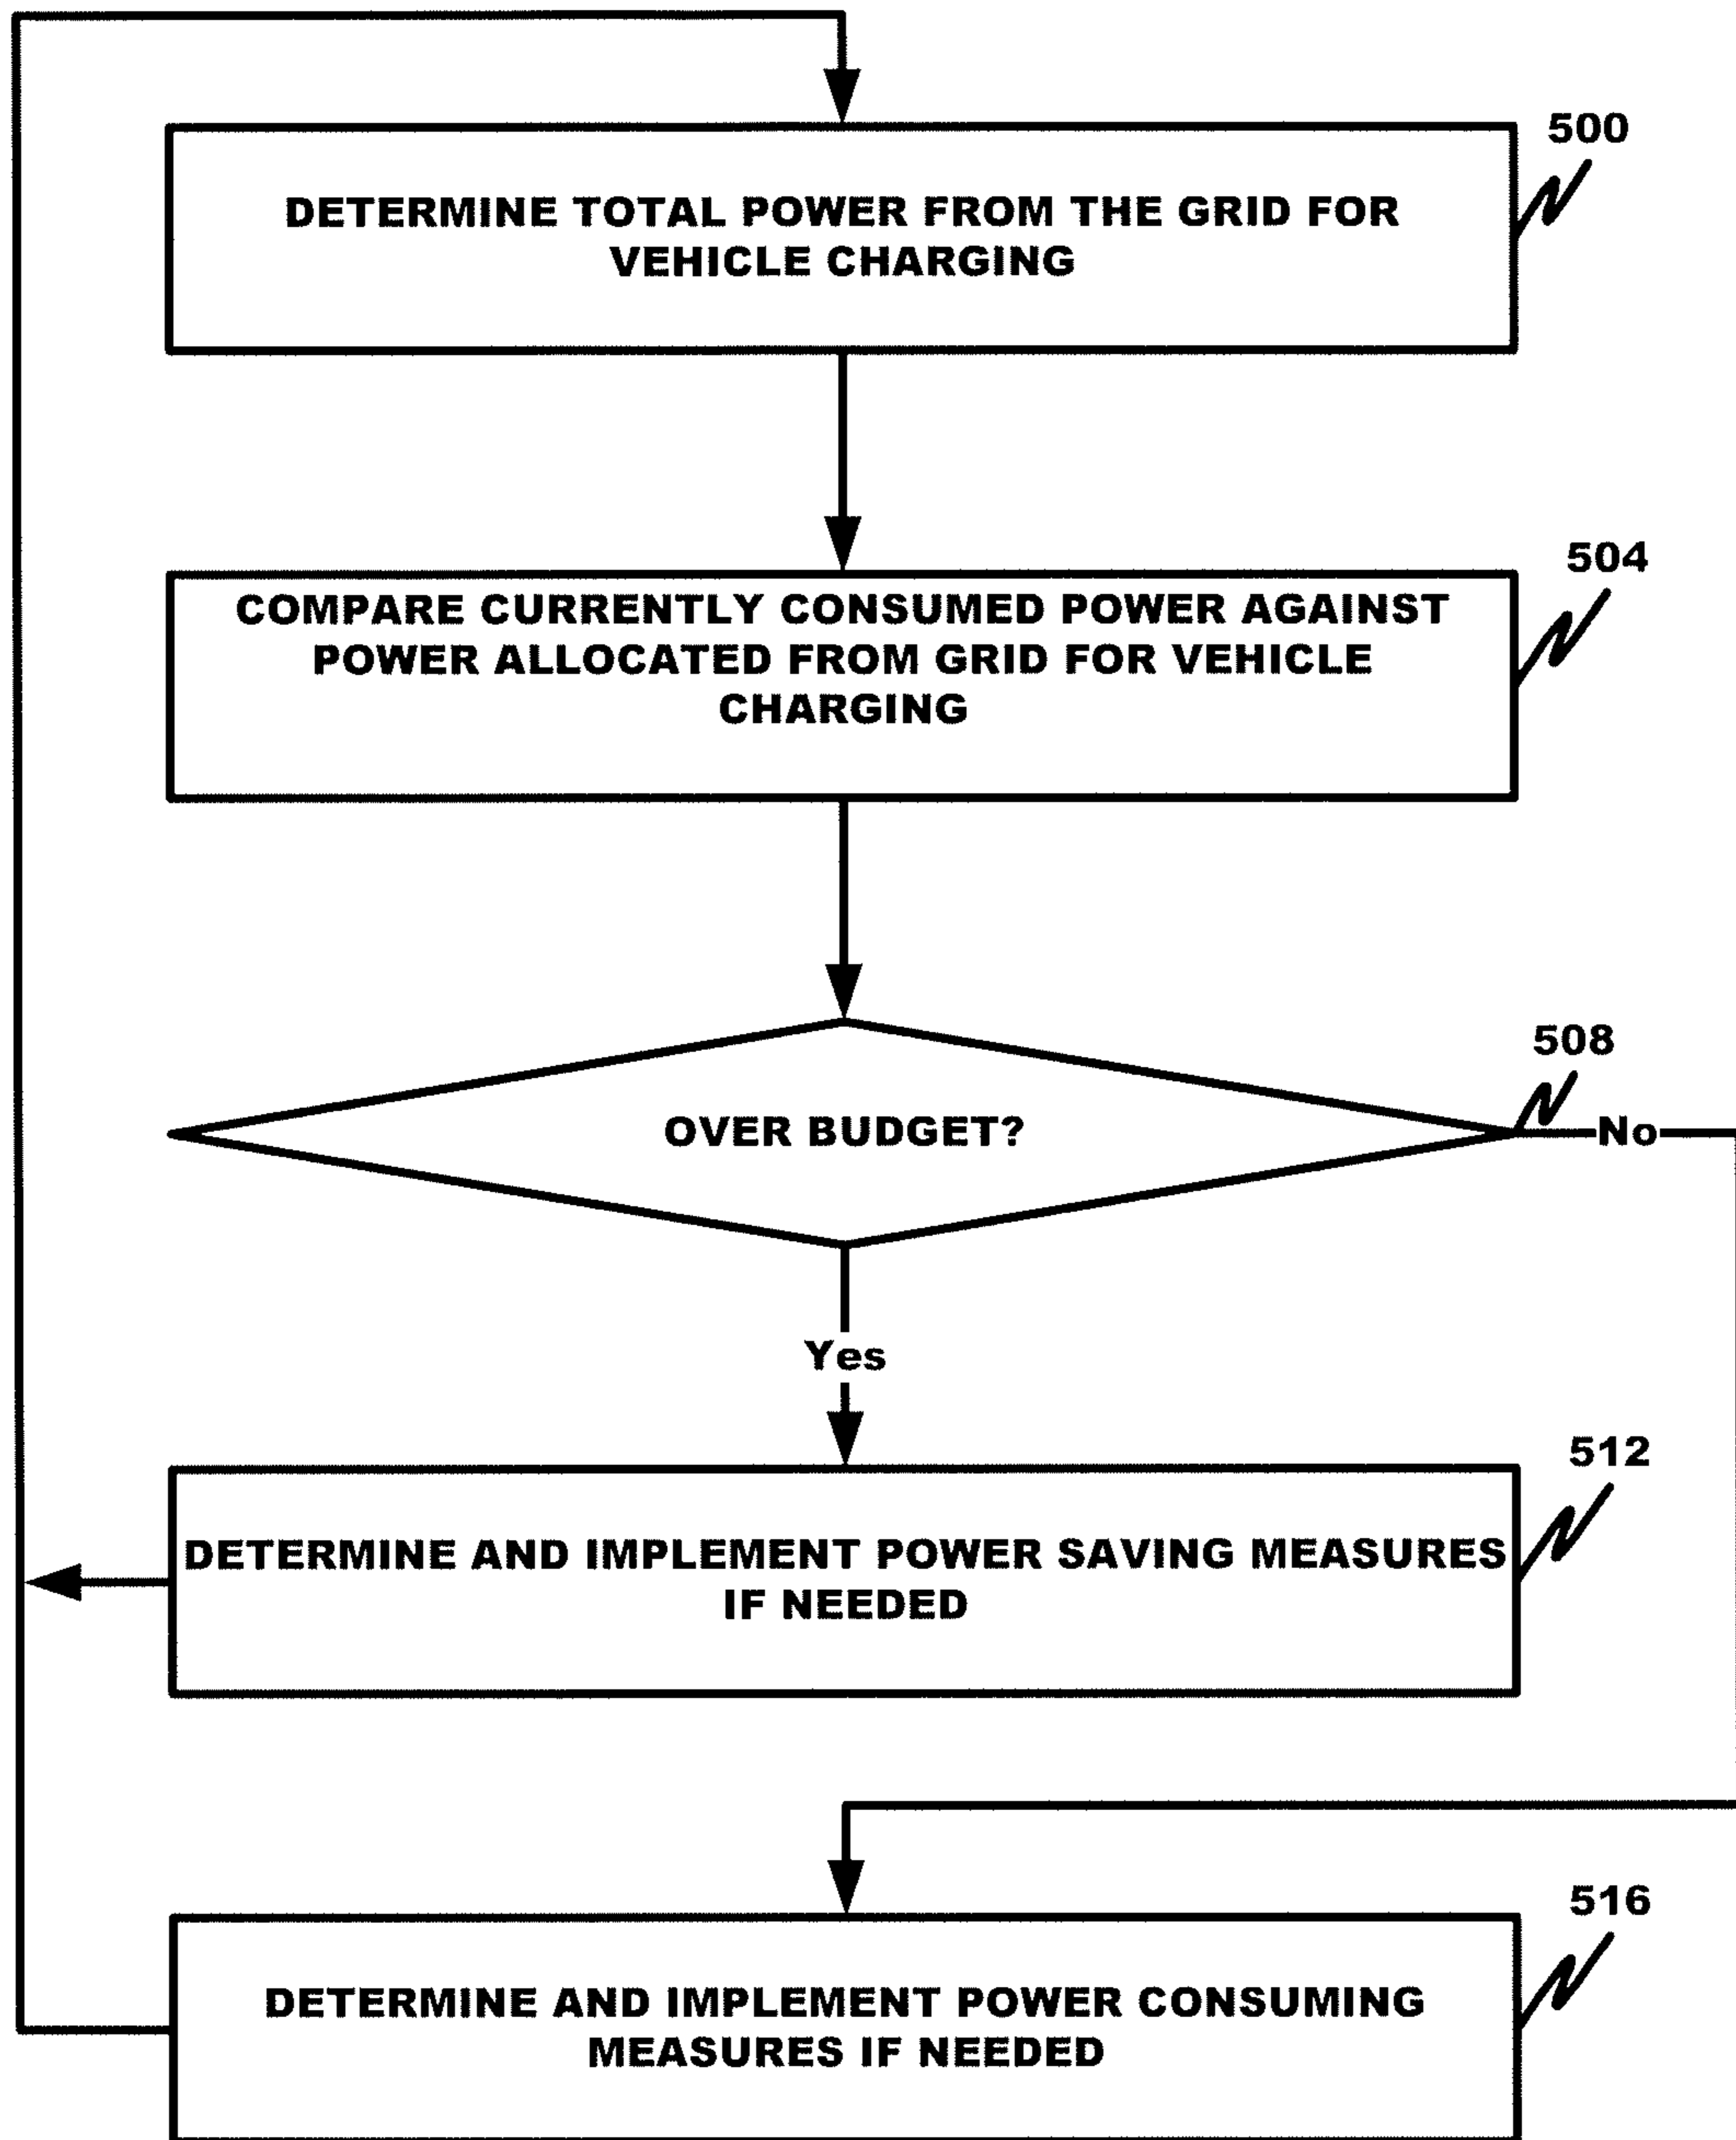 500
DETERMINE TOTAL POWER FROM THE GRID FOR
VEHICLE CHARGING
504
COMPARE CURRENTLY CONSUMED POWER AGAINST
POWER ALLOCATED FROM GRID FOR VEHICLE
CHARGING
508
OVER BUDGET?
No
Yes
512
DETERMINE AND IMPLEMENT POWER SAVING MEASURES
IF NEEDED
516
DETERMINE AND IMPLEMENT POWER CONSUMING
MEASURES IF NEEDED